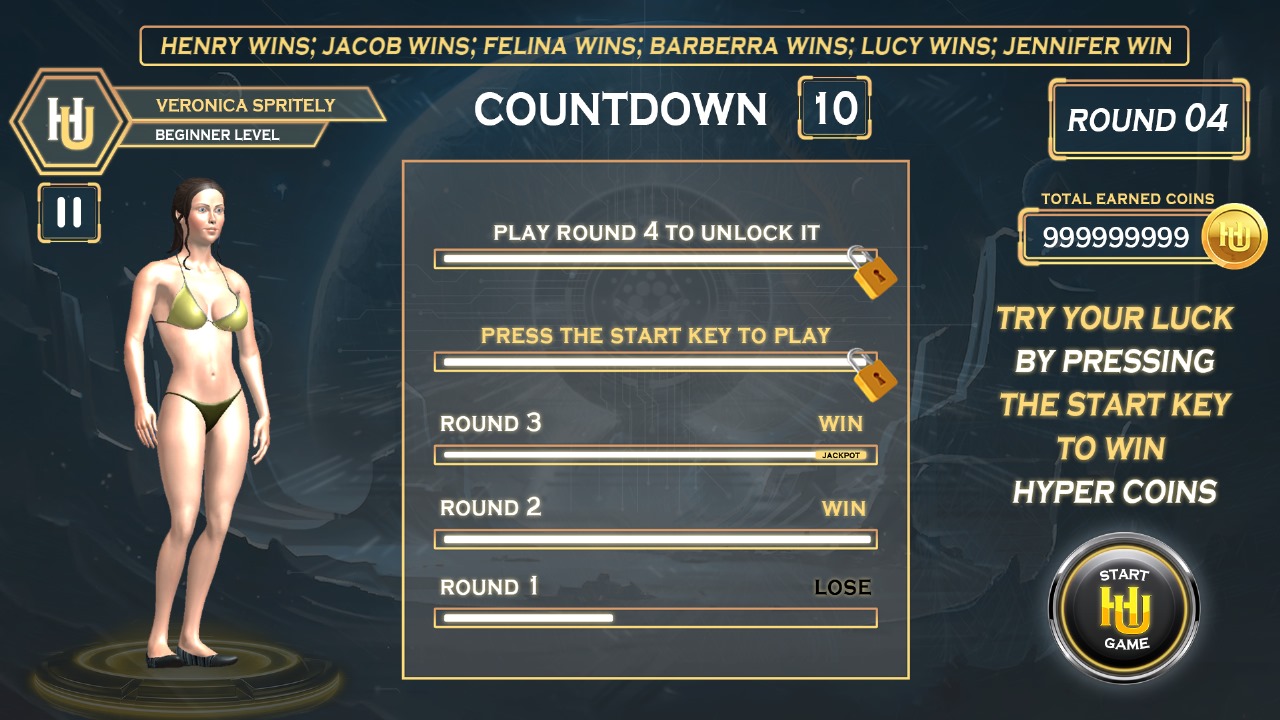 HENRY WINS; JACOB WINS; FELINA WINS; BARBERRA WINS; LUCY WINS; JENNIFER WIN
HU
VERONICA SPRITELY
BEGINNER LEVEL
COUNTDOWN 10
ROUND 04
TOTAL EARNED COINS
999999999 HU
PLAY ROUND 4 TO UNLOCK IT
PRESS THE START KEY TO PLAY
ROUND 3 WIN
JACKPOT
ROUND 2 WIN
ROUND 1 LOSE
TRY YOUR LUCK
BY PRESSING
THE START KEY
TO WIN
HYPER COINS
START
HU
GAME